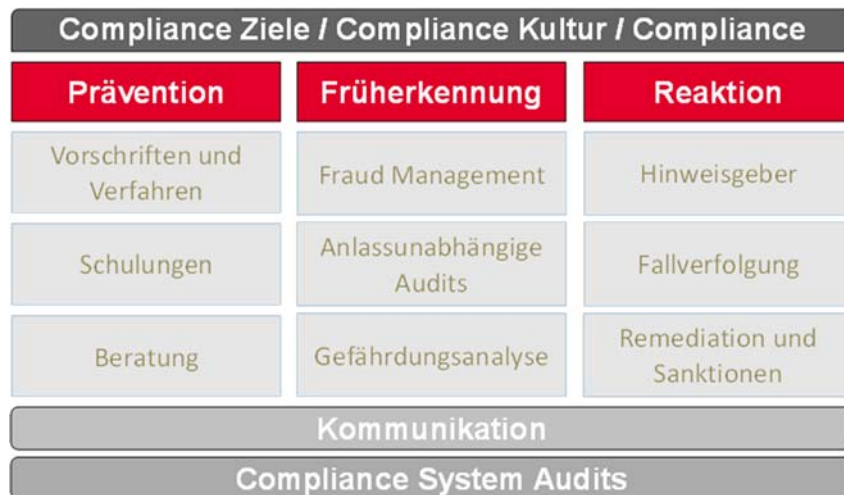 Compliance Ziele / Compliance Kultur / Compliance
Prävention
Früherkennung
Reaktion
Vorschriften und
Verfahren
Fraud Management
Hinweisgeber
Schulungen
Anlassunabhängige
Audits
Fallverfolgung
Beratung
Gefährdungsanalyse
Remediation und
Sanktionen
Kommunikation
Compliance System Audits